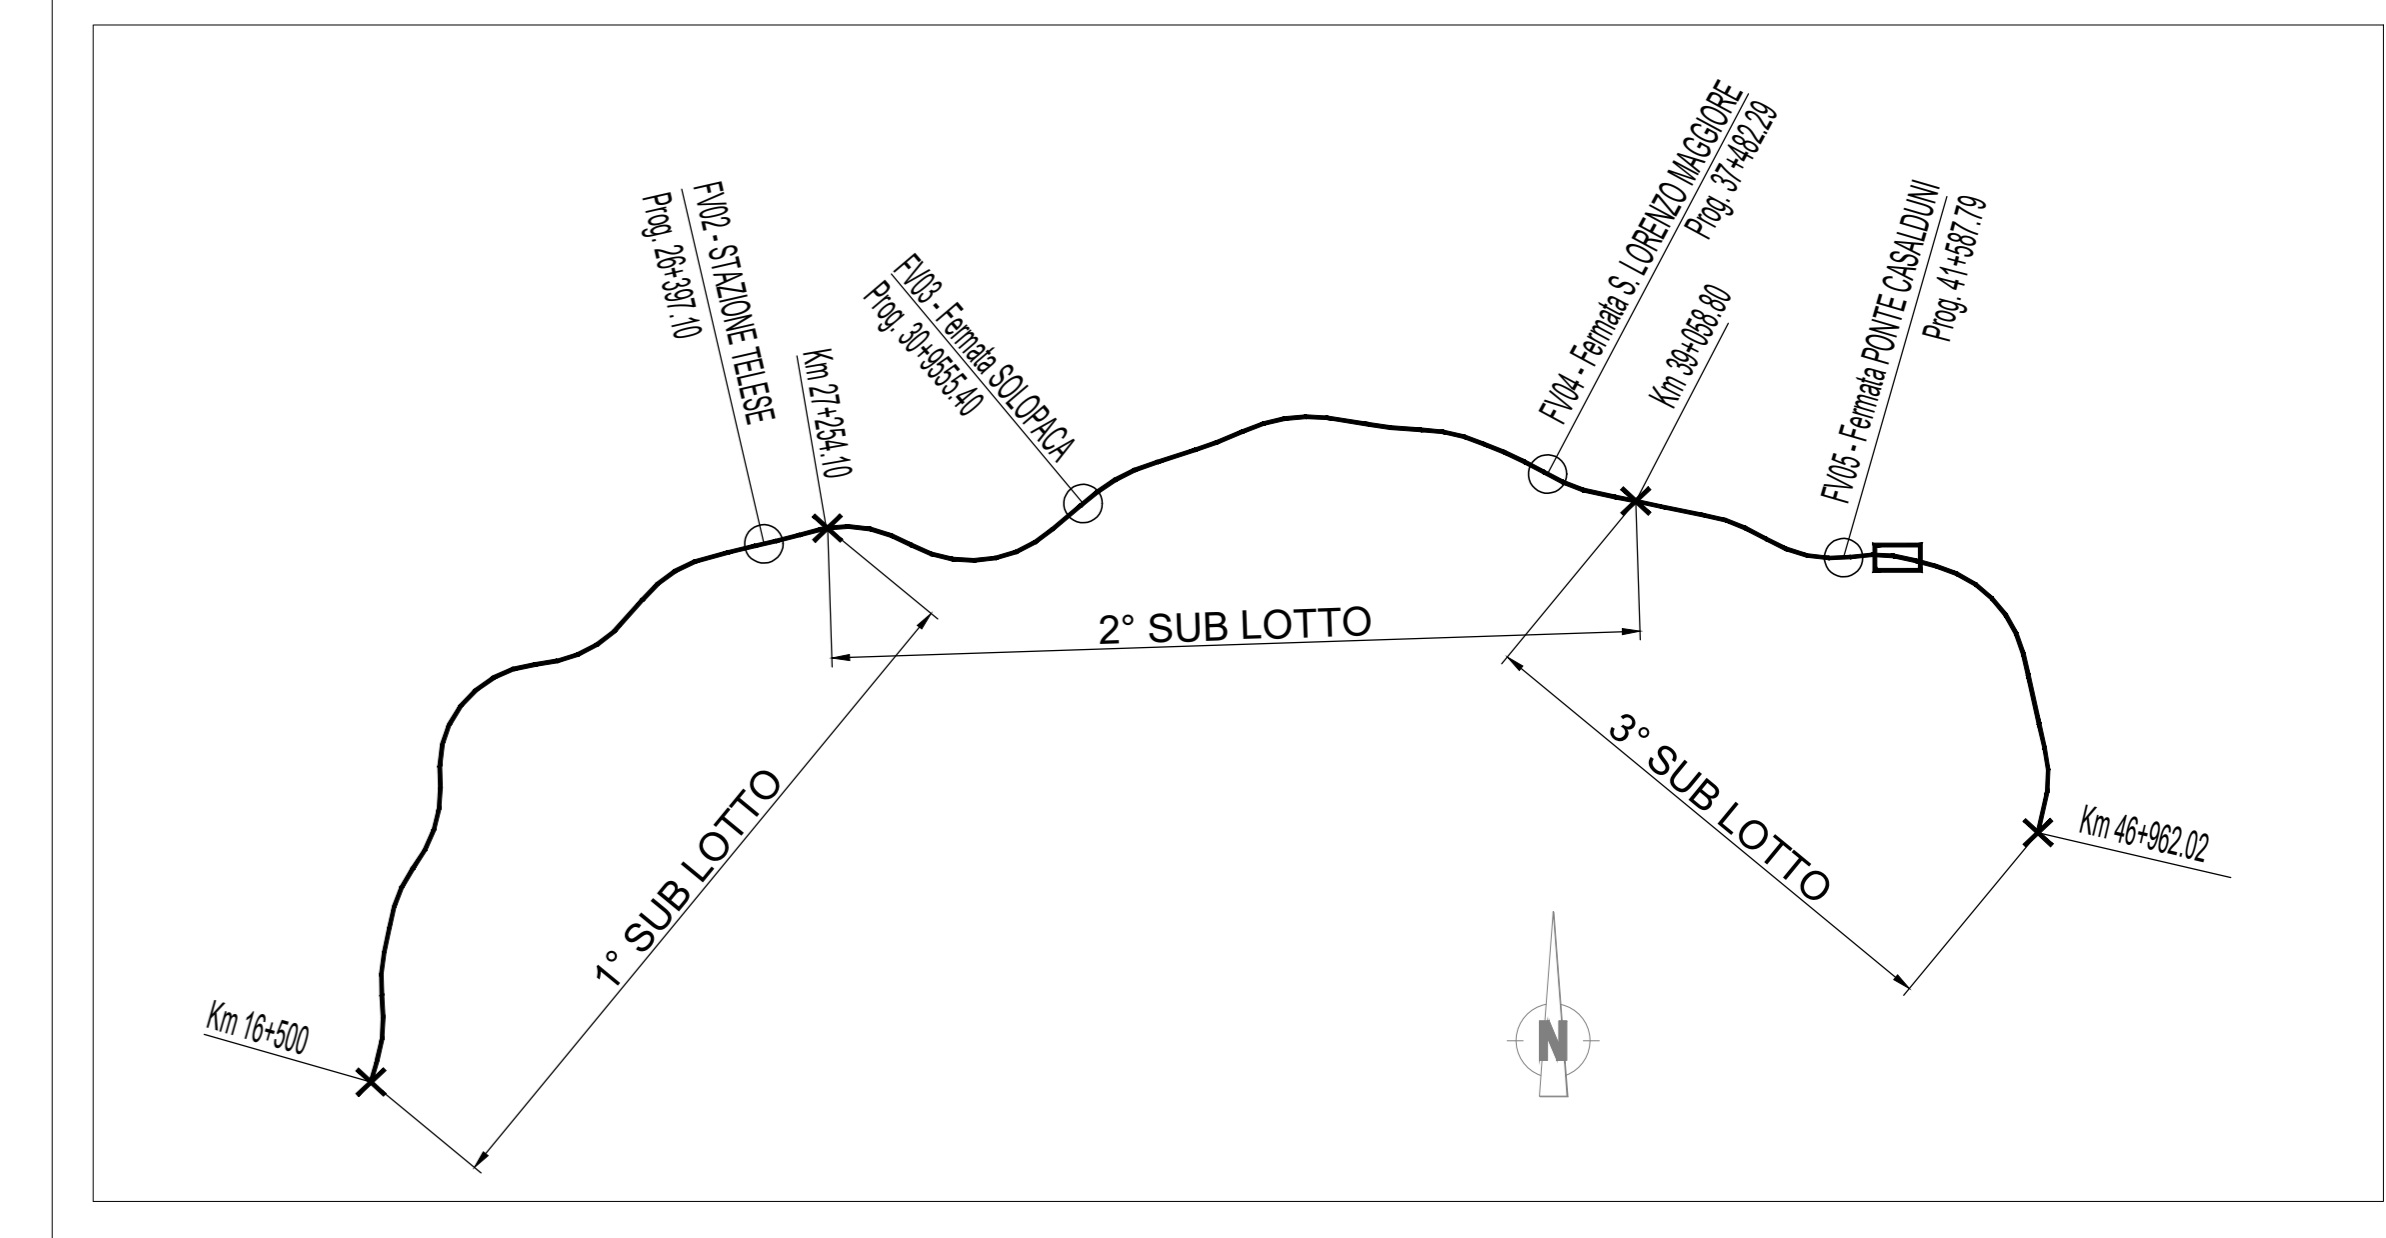 FV02 - STAZIONE TELESE
Prog. 26+397.10
Km 27+254.10
FV03 - Fermata SOLOPACA
Prog. 30+9555.40
FV04 - Fermata S. LORENZO MAGGIORE
Prog. 37+482.29
Km 39+058.80
FV05 - Fermata PONTE CASALDUNI
Prog. 41+587.79
2° SUB LOTTO
1° SUB LOTTO
3° SUB LOTTO
Km 46+962.02
Km 16+500
N